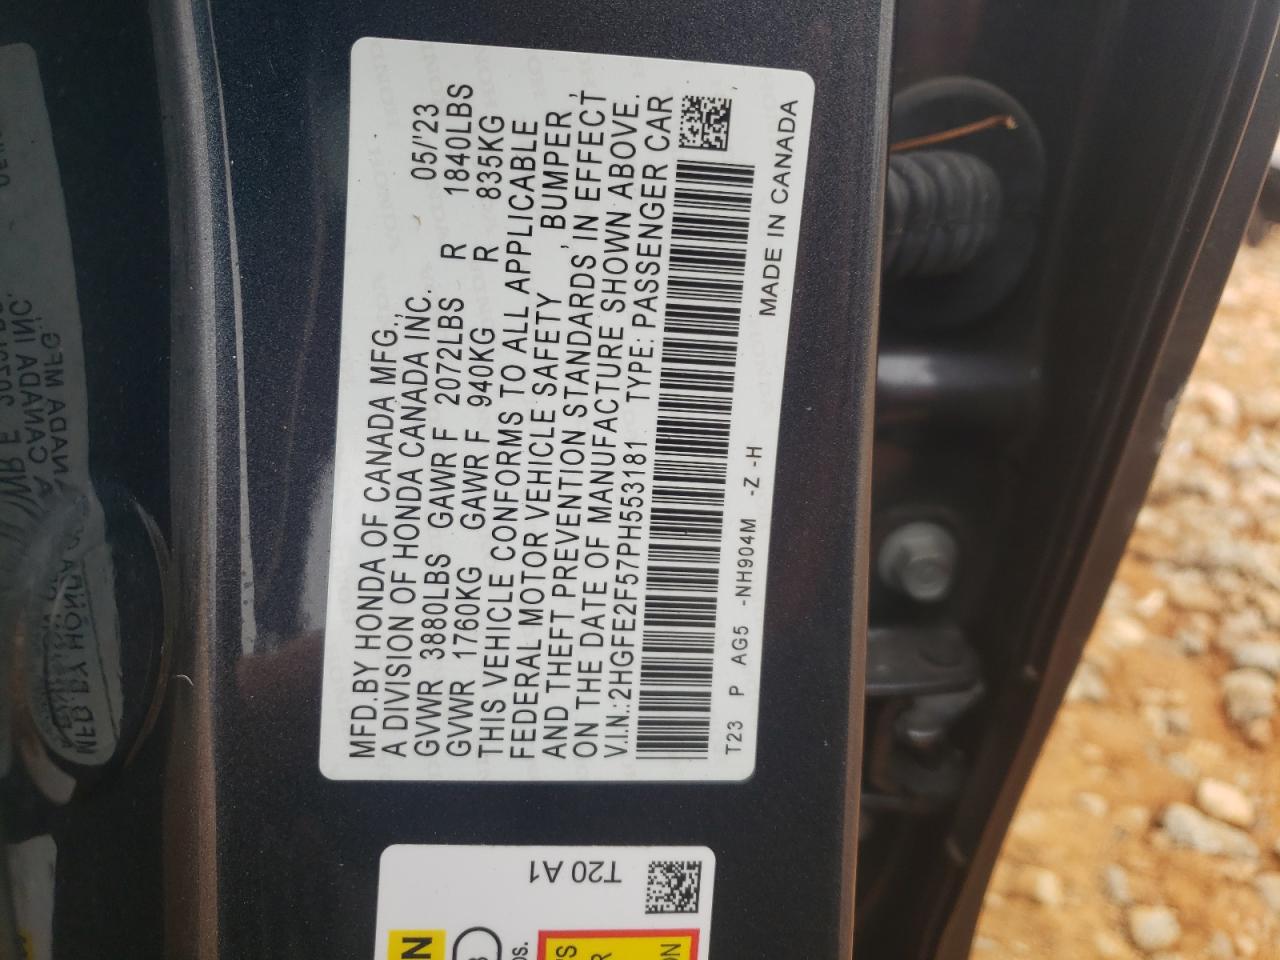 MFD.BY HONDA OF CANADA MFG.,
A DIVISION OF HONDA CANADA INC. 05/'23
GVWR 3880LBS GAWR F 2072LBS R 1840LBS
GVWR 1760KG GAWR F 940KG R 835KG
THIS VEHICLE CONFORMS TO ALL APPLICABLE
FEDERAL MOTOR VEHICLE SAFETY, BUMPER,
AND THEFT PREVENTION STANDARDS IN EFFECT
ON THE DATE OF MANUFACTURE SHOWN ABOVE.
V.I.N.:2HGFE2F57PH553181 TYPE: PASSENGER CAR
T23 P AG5 -NH904M -Z -H MADE IN CANADA
T20 A1